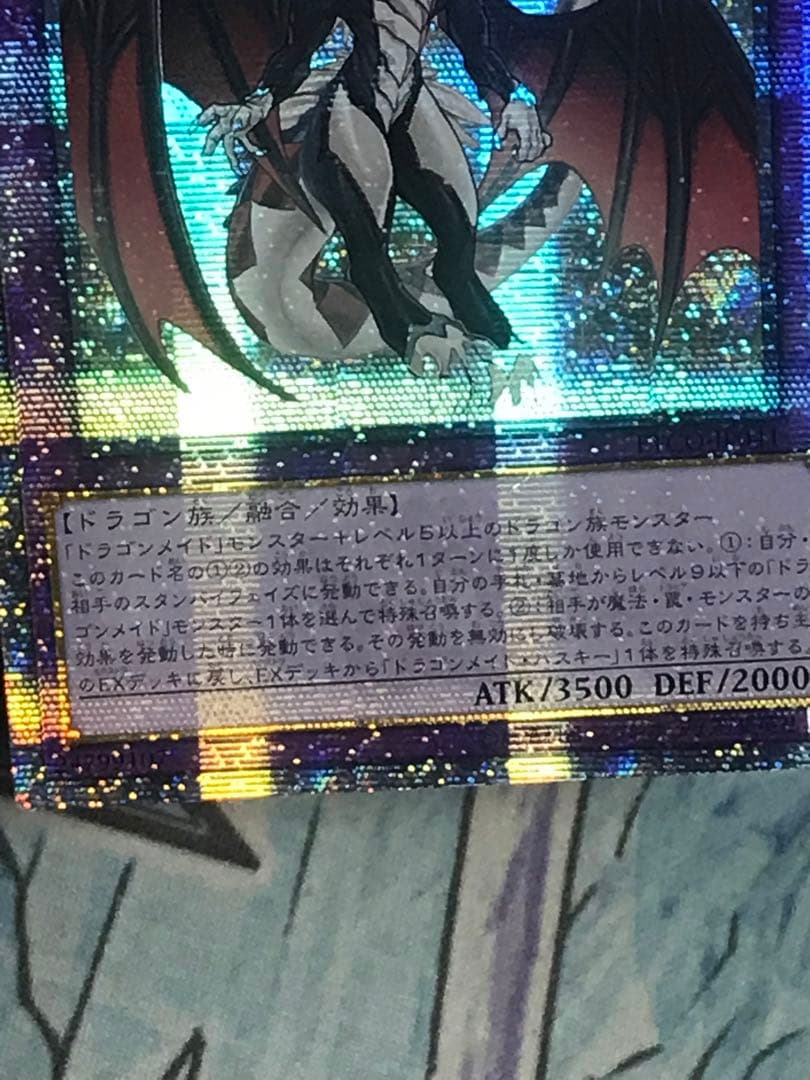 【ドラゴン族／融合／効果】
「ドラゴンメイド」モンスター＋レベル5以上のドラゴン族モンスター
このカード名の①②の効果はそれぞれ1ターンに1度しか使用できない。①：自分・
相手のスタンバイフェイズに発動できる。自分の手札・墓地からレベル9以下の「ドラ
ゴンメイド」モンスター1体を選んで特殊召喚する。②：相手が魔法・罠・モンスターの
効果を発動した時に発動できる。その発動を無効にし破壊する。このカードを持ち主
のEXデッキに戻し、EXデッキから「ドラゴンメイド・ハスキー」1体を特殊召喚する。
ATK/3500 DEF/2000